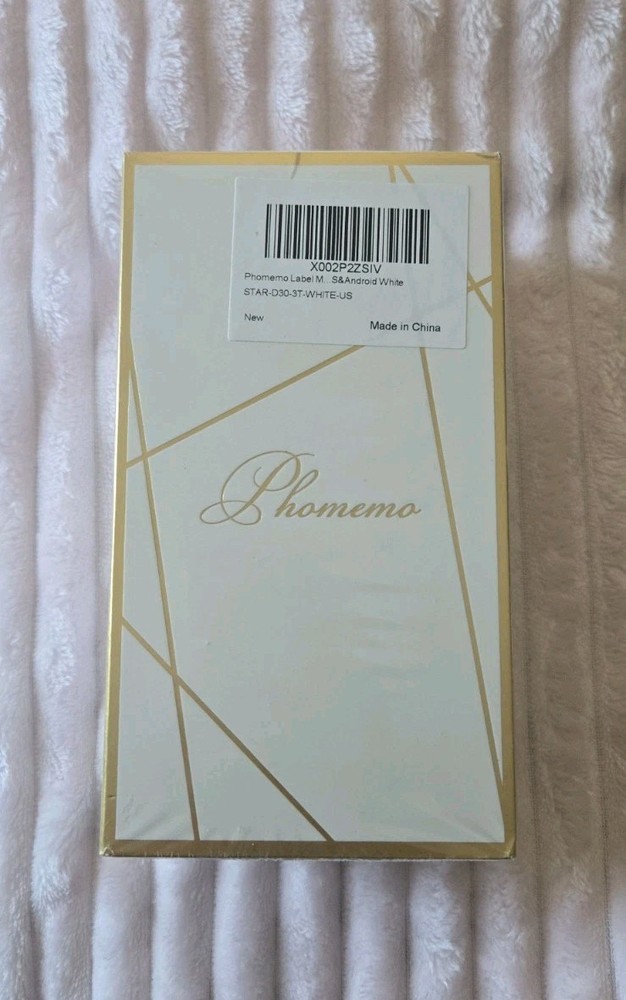 X002P2ZSIV
Phomemo Label M... S&Android White
STAR-D30-3T-WHITE-US
New
Made in China
Phomemo